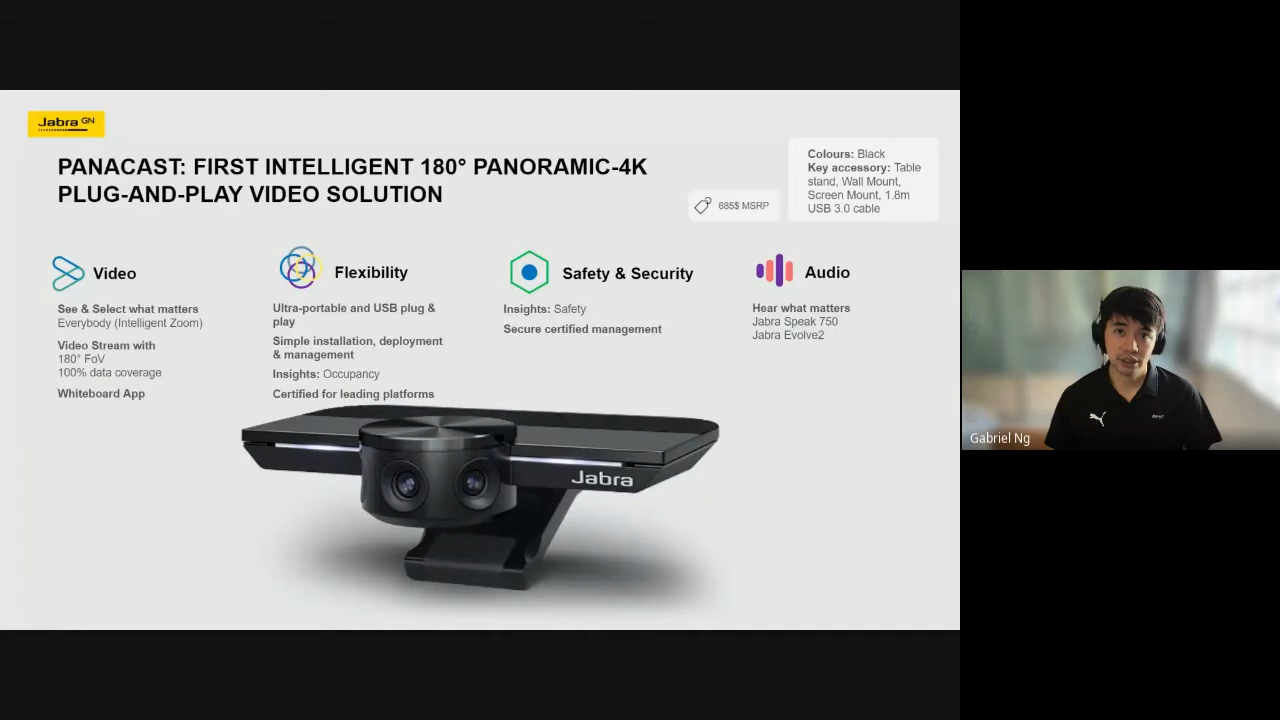 Jabra GN
PANACAST: FIRST INTELLIGENT 180° PANORAMIC-4K
PLUG-AND-PLAY VIDEO SOLUTION
685$ MSRP
Colours: Black
Key accessory: Table
stand, Wall Mount,
Screen Mount, 1.8m
USB 3.0 cable
Video
See & Select what matters
Everybody (Intelligent Zoom)
Video Stream with
180° FoV
100% data coverage
Whiteboard App
Flexibility
Ultra-portable and USB plug &
play
Simple installation, deployment
& management
Insights: Occupancy
Certified for leading platforms
Safety & Security
Insights: Safety
Secure certified management
Audio
Hear what matters
Jabra Speak 750
Jabra Evolve2
Jabra
Gabriel Ng